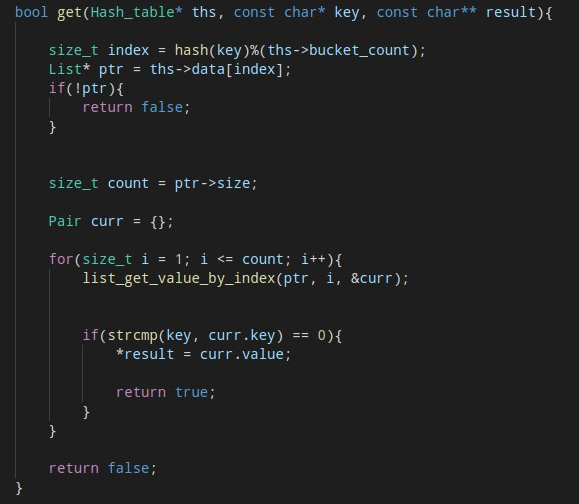 bool get(Hash_table* ths, const char* key, const char** result){
size_t index = hash(key)%(ths->bucket_count);
List* ptr = ths->data[index];
if(!ptr){
return false;
}
size_t count = ptr->size;
Pair curr = {};
for(size_t i = 1; i <= count; i++){
list_get_value_by_index(ptr, i, &curr);
if(strcmp(key, curr.key) == 0){
*result = curr.value;
return true;
}
}
return false;
}